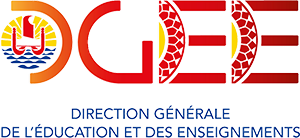 DGEE
DIRECTION GÉNÉRALE
DE L'ÉDUCATION ET DES ENSEIGNEMENTS